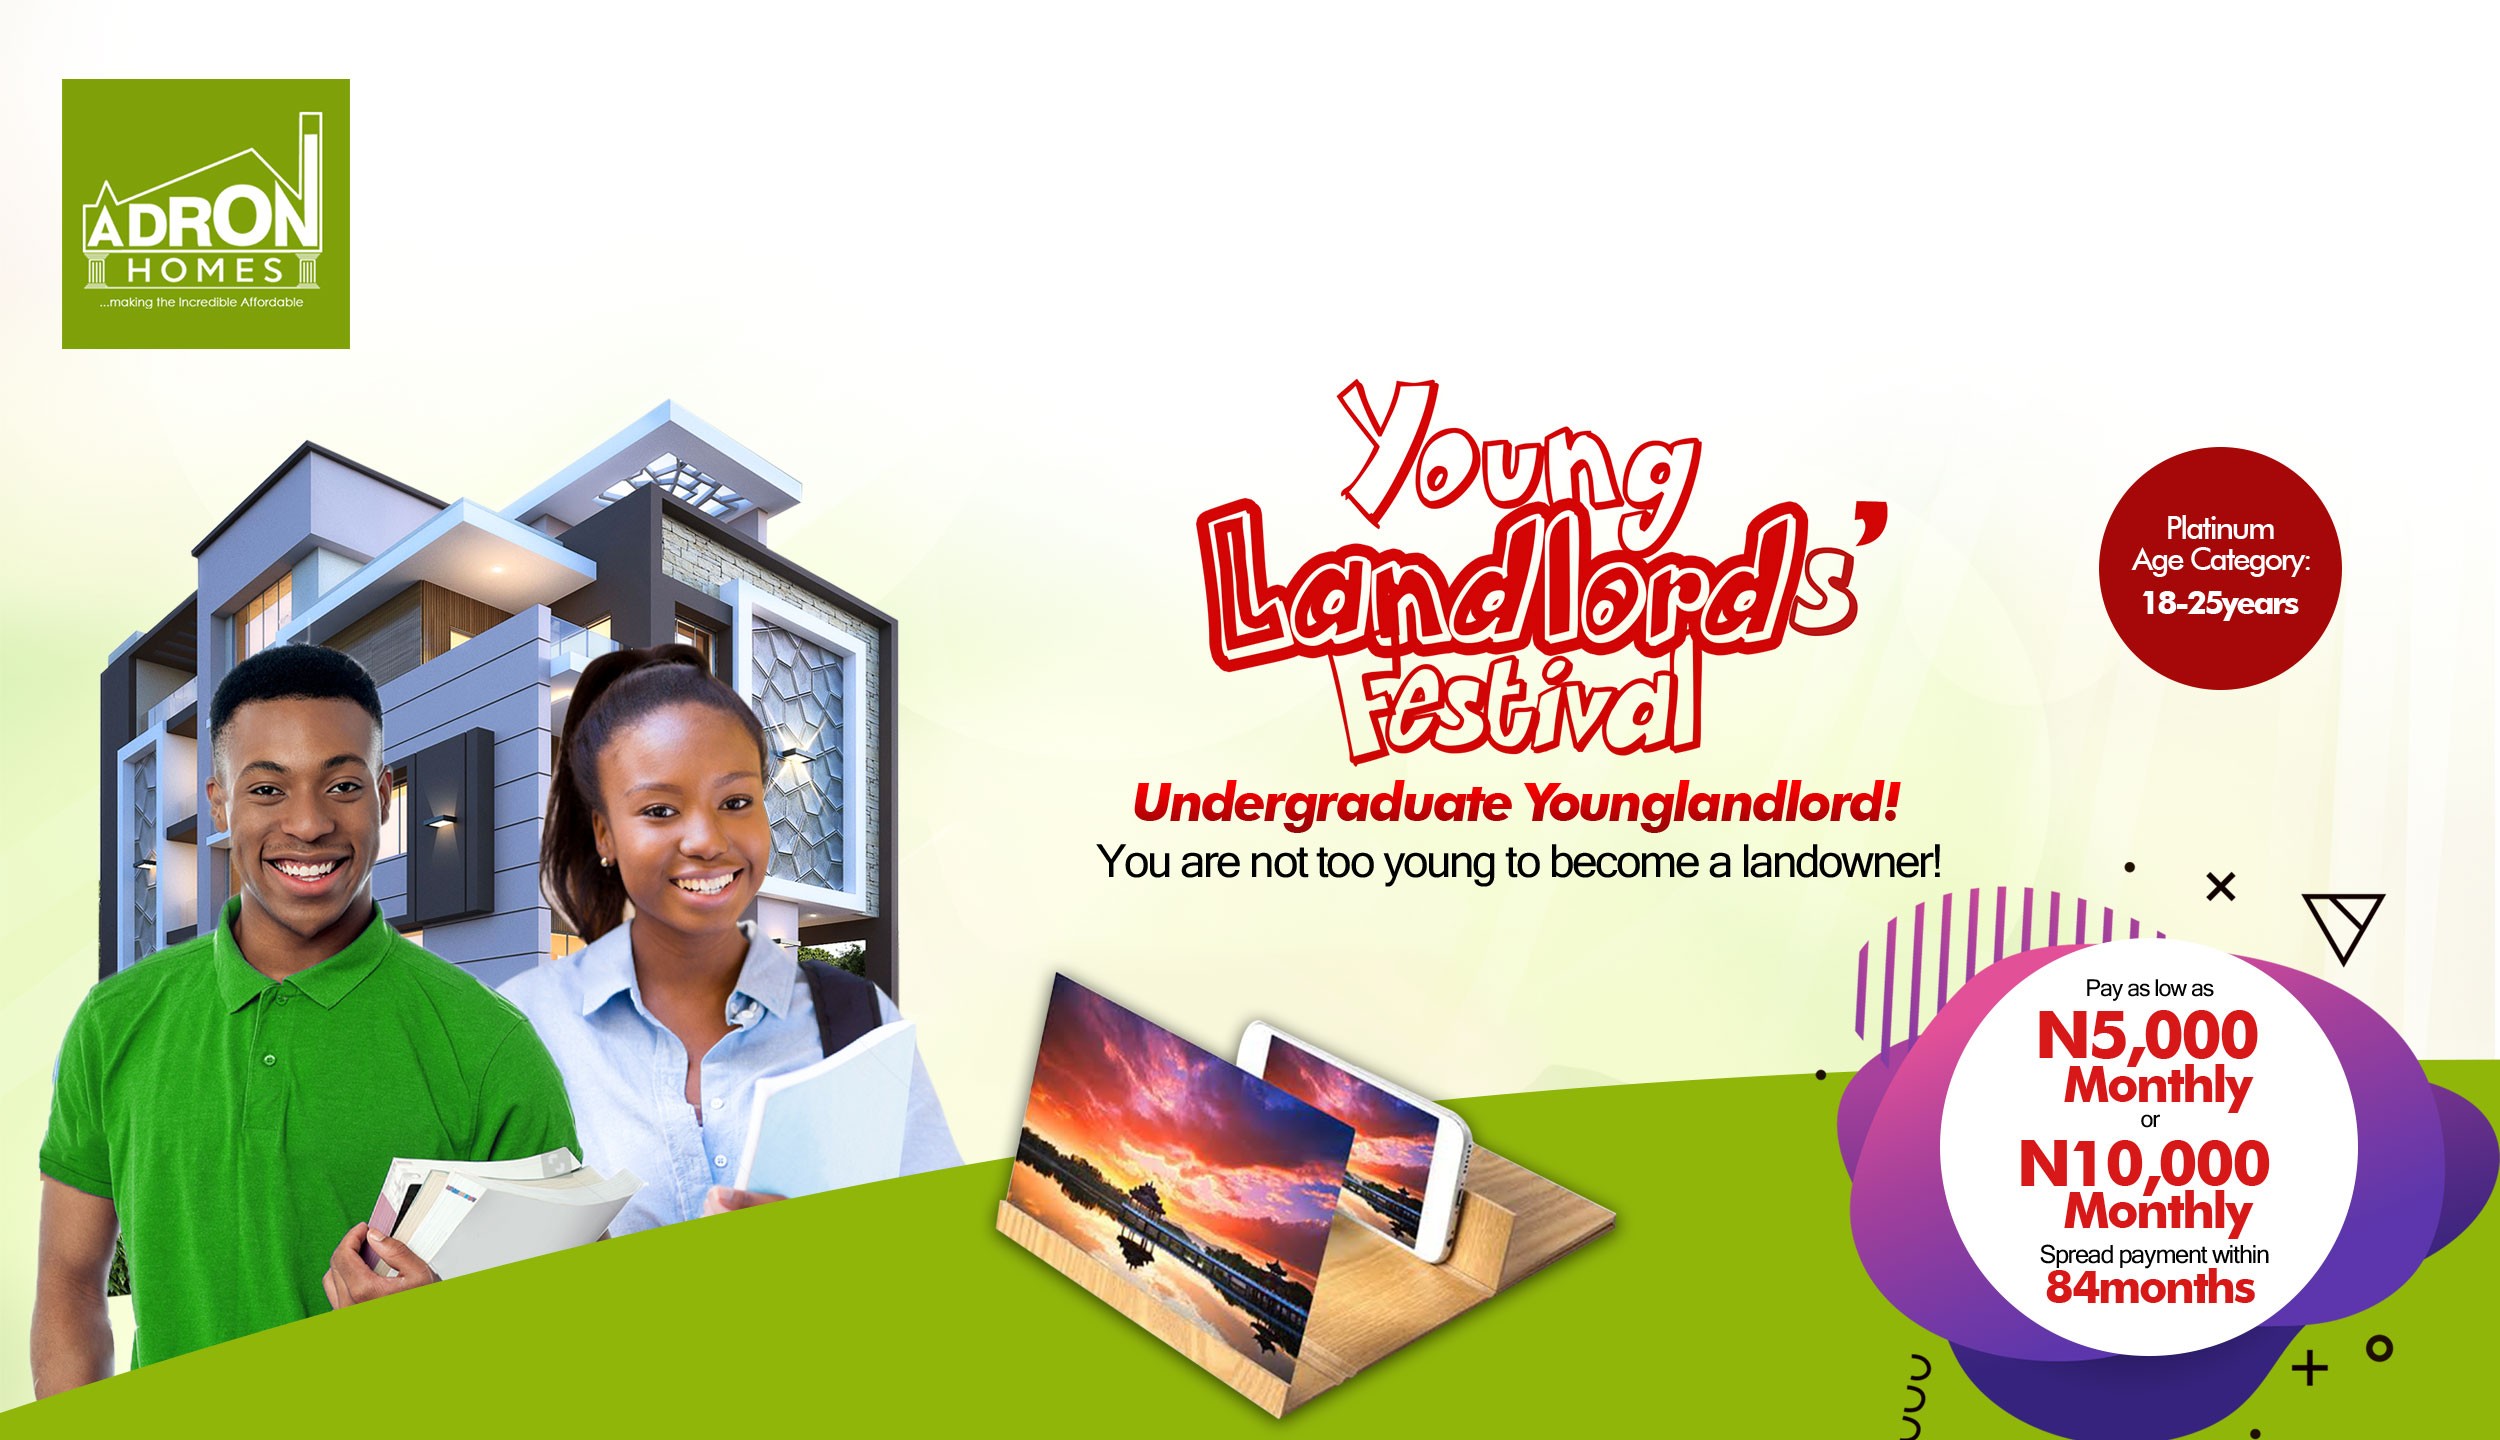 ADRON
HOMES
...making the Incredible Affordable
Young
Landlords'
Festival
Undergraduate Younglandlord!
You are not too young to become a landowner!
Platinum
Age Category:
18-25years
Pay as low as
N5,000
Monthly
or
N10,000
Monthly
Spread payment within
84months